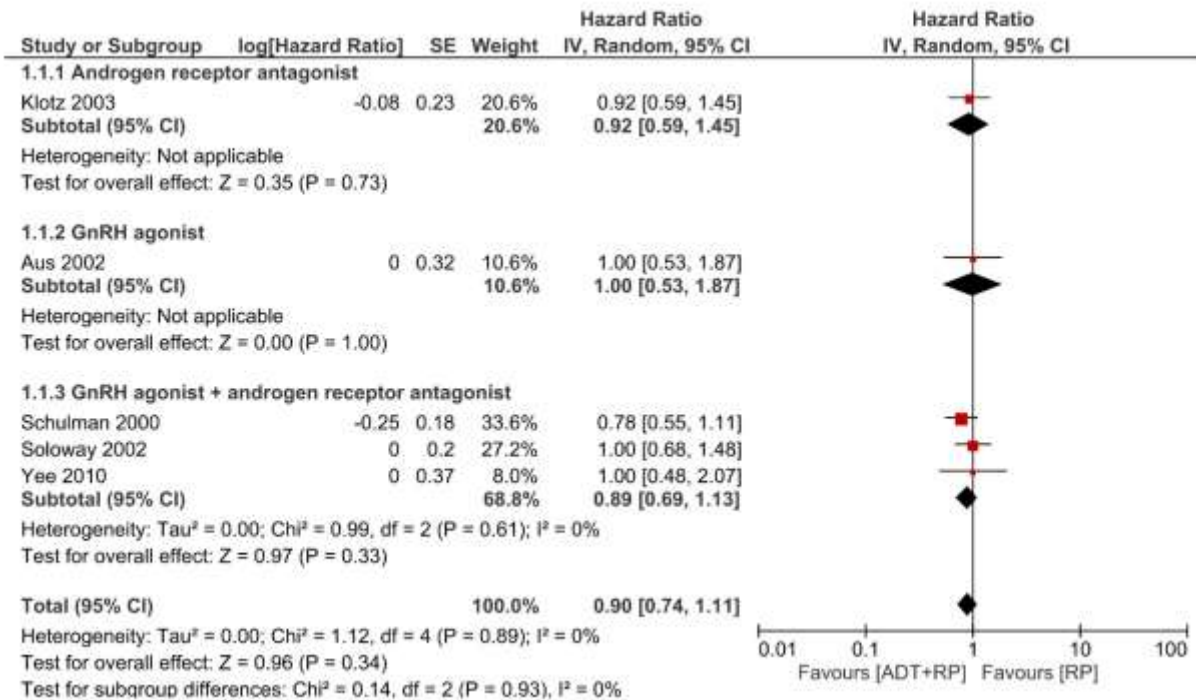 Hazard Ratio Hazard Ratio
Study or Subgroup log[Hazard Ratio] SE Weight IV, Random, 95% CI IV, Random, 95% CI
1.1.1 Androgen receptor antagonist
Klotz 2003 -0.08 0.23 20.6% 0.92 [0.59, 1.45]
Subtotal (95% CI) 20.6% 0.92 [0.59, 1.45]
Heterogeneity: Not applicable
Test for overall effect: Z = 0.35 (P = 0.73)
1.1.2 GnRH agonist
Aus 2002 0 0.32 10.6% 1.00 [0.53, 1.87]
Subtotal (95% CI) 10.6% 1.00 [0.53, 1.87]
Heterogeneity: Not applicable
Test for overall effect: Z = 0.00 (P = 1.00)
1.1.3 GnRH agonist + androgen receptor antagonist
Schulman 2000 -0.25 0.18 33.6% 0.78 [0.55, 1.11]
Soloway 2002 0 0.2 27.2% 1.00 [0.68, 1.48]
Yee 2010 0 0.37 8.0% 1.00 [0.48, 2.07]
Subtotal (95% CI) 68.8% 0.89 [0.69, 1.13]
Heterogeneity: Tau² = 0.00; Chi² = 0.99, df = 2 (P = 0.61); I² = 0%
Test for overall effect: Z = 0.97 (P = 0.33)
Total (95% CI) 100.0% 0.90 [0.74, 1.11]
Heterogeneity: Tau² = 0.00; Chi² = 1.12, df = 4 (P = 0.89); I² = 0%
Test for overall effect: Z = 0.96 (P = 0.34)
Test for subgroup differences: Chi² = 0.14, df = 2 (P = 0.93), I² = 0%
0.01 0.1 1 10 100
Favours [ADT+RP] Favours [RP]